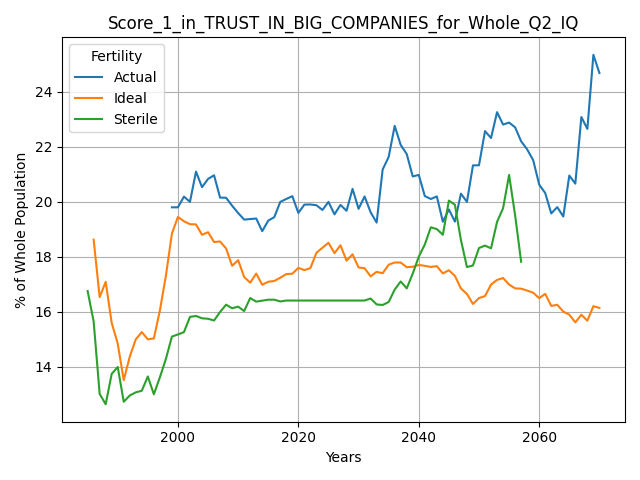 Score_1_in_TRUST_IN_BIG_COMPANIES_for_Whole_Q2_IQ
Fertility
Actual
Ideal
Sterile
24
22
20
18
16
14
% of Whole Population
2000 2020 2040 2060
Years